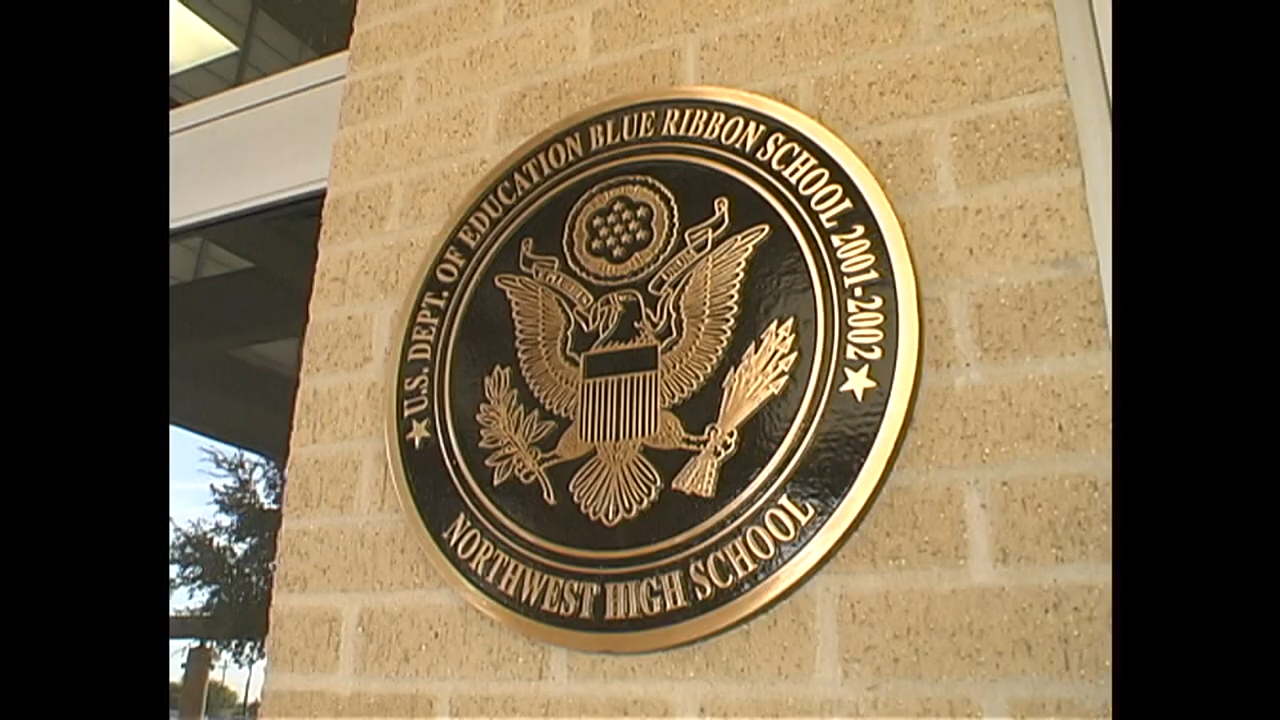 ★ U.S. DEPT. OF EDUCATION BLUE RIBBON SCHOOL 2001-2002 ★
NORTHWEST HIGH SCHOOL